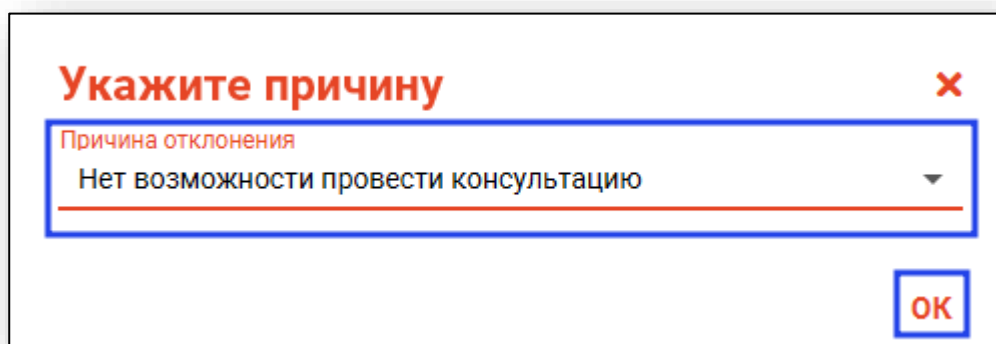 Укажите причину
Причина отклонения
Нет возможности провести консультацию
ОК